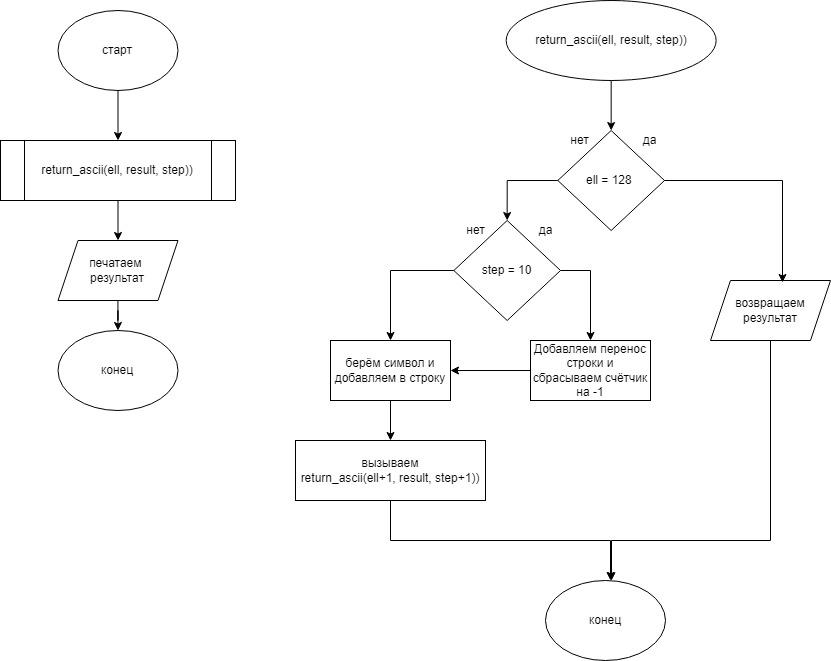 старт
return_ascii(ell, result, step))
печатаем
результат
конец
return_ascii(ell, result, step))
нет
да
ell = 128
нет
да
step = 10
возвращаем
результат
берём символ и
добавляем в строку
Добавляем перенос
строки и
сбрасываем счётчик
на -1
вызываем
return_ascii(ell+1, result, step+1))
конец